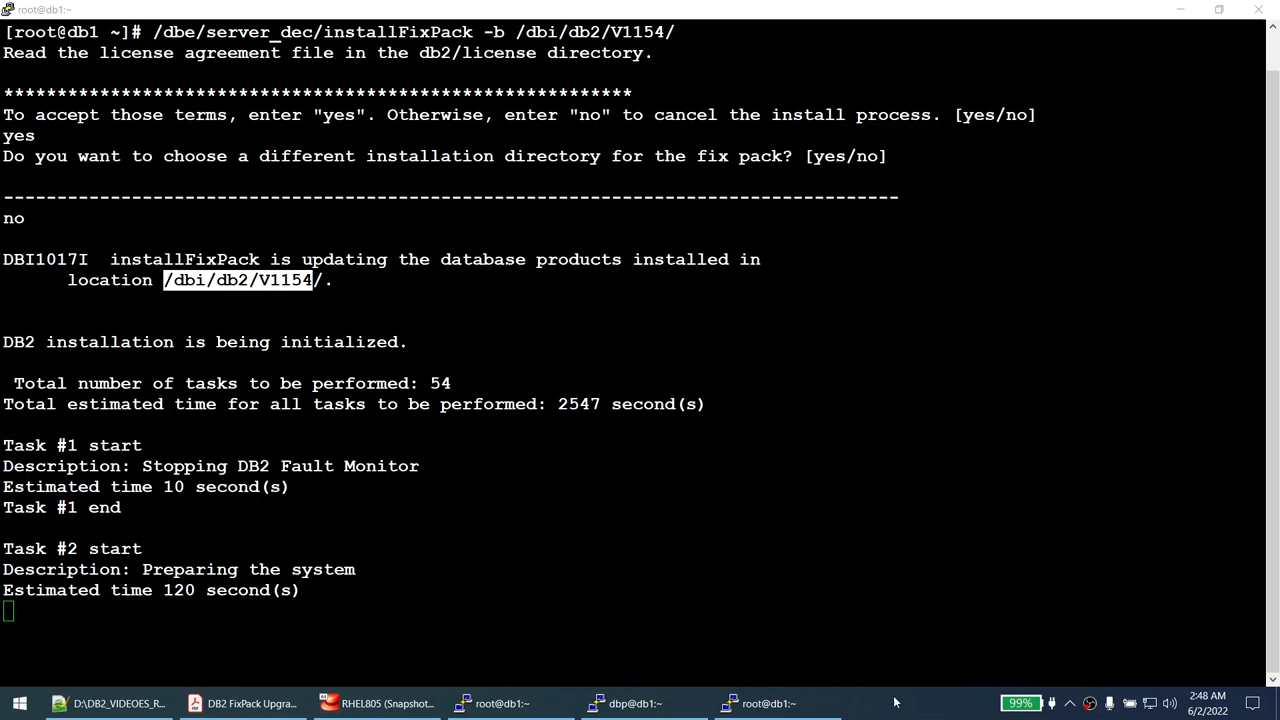 root@db1:~
[root@db1 ~]# /dbe/server_dec/installFixPack -b /dbi/db2/V1154/
Read the license agreement file in the db2/license directory.
***********************************************************
To accept those terms, enter "yes". Otherwise, enter "no" to cancel the install process. [yes/no]
yes
Do you want to choose a different installation directory for the fix pack? [yes/no]
------------------------------------------------------------------------------------
no
DBI1017I  installFixPack is updating the database products installed in
      location /dbi/db2/V1154/.
DB2 installation is being initialized.
 Total number of tasks to be performed: 54
Total estimated time for all tasks to be performed: 2547 second(s)
Task #1 start
Description: Stopping DB2 Fault Monitor
Estimated time 10 second(s)
Task #1 end
Task #2 start
Description: Preparing the system
Estimated time 120 second(s)
D:\DB2_VIDEOES_R... DB2 FixPack Upgra... RHEL805 (Snapshot... root@db1:~ dbp@db1:~ root@db1:~ 99% 2:48 AM
6/2/2022